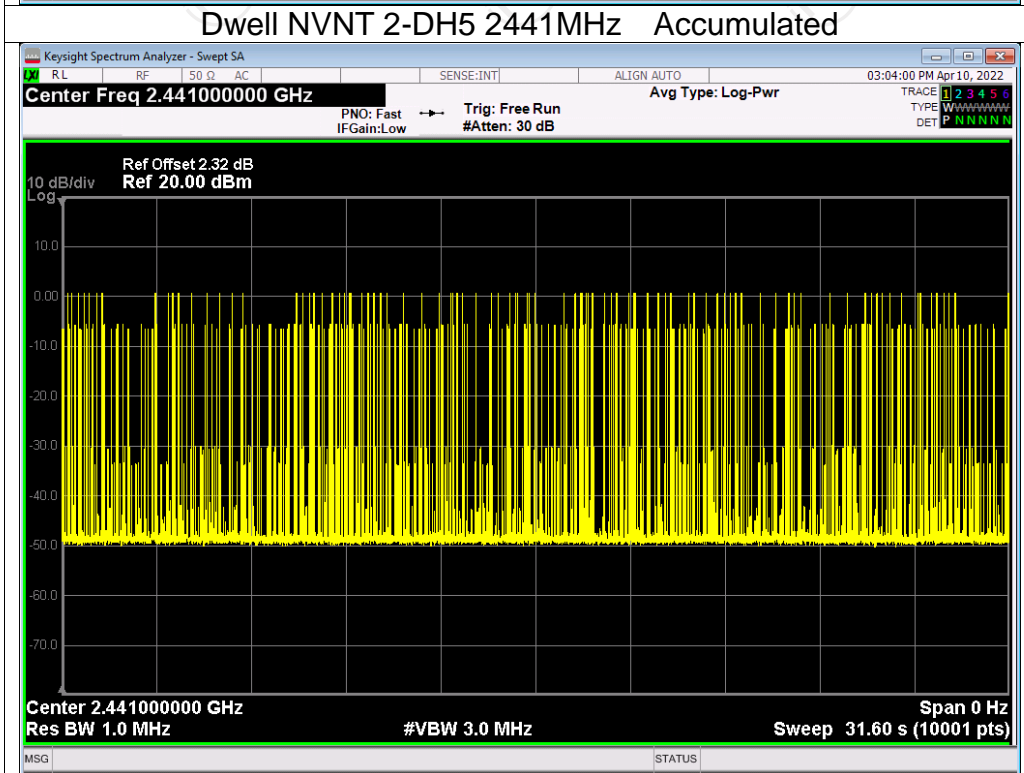 Dwell NVNT 2-DH5 2441MHz Accumulated
Keysight Spectrum Analyzer - Swept SA
LXI RL RF 50 Ω AC SENSE:INT ALIGN AUTO 03:04:00 PM Apr 10, 2022
Center Freq 2.441000000 GHz Avg Type: Log-Pwr TRACE 1 2 3 4 5 6
PNO: Fast Trig: Free Run TYPE WWWWWW
IFGain:Low #Atten: 30 dB DET P N N N N N
Ref Offset 2.32 dB
10 dB/div Ref 20.00 dBm
Log
10.0
0.00
-10.0
-20.0
-30.0
-40.0
-50.0
-60.0
-70.0
Center 2.441000000 GHz Span 0 Hz
Res BW 1.0 MHz #VBW 3.0 MHz Sweep 31.60 s (10001 pts)
MSG STATUS